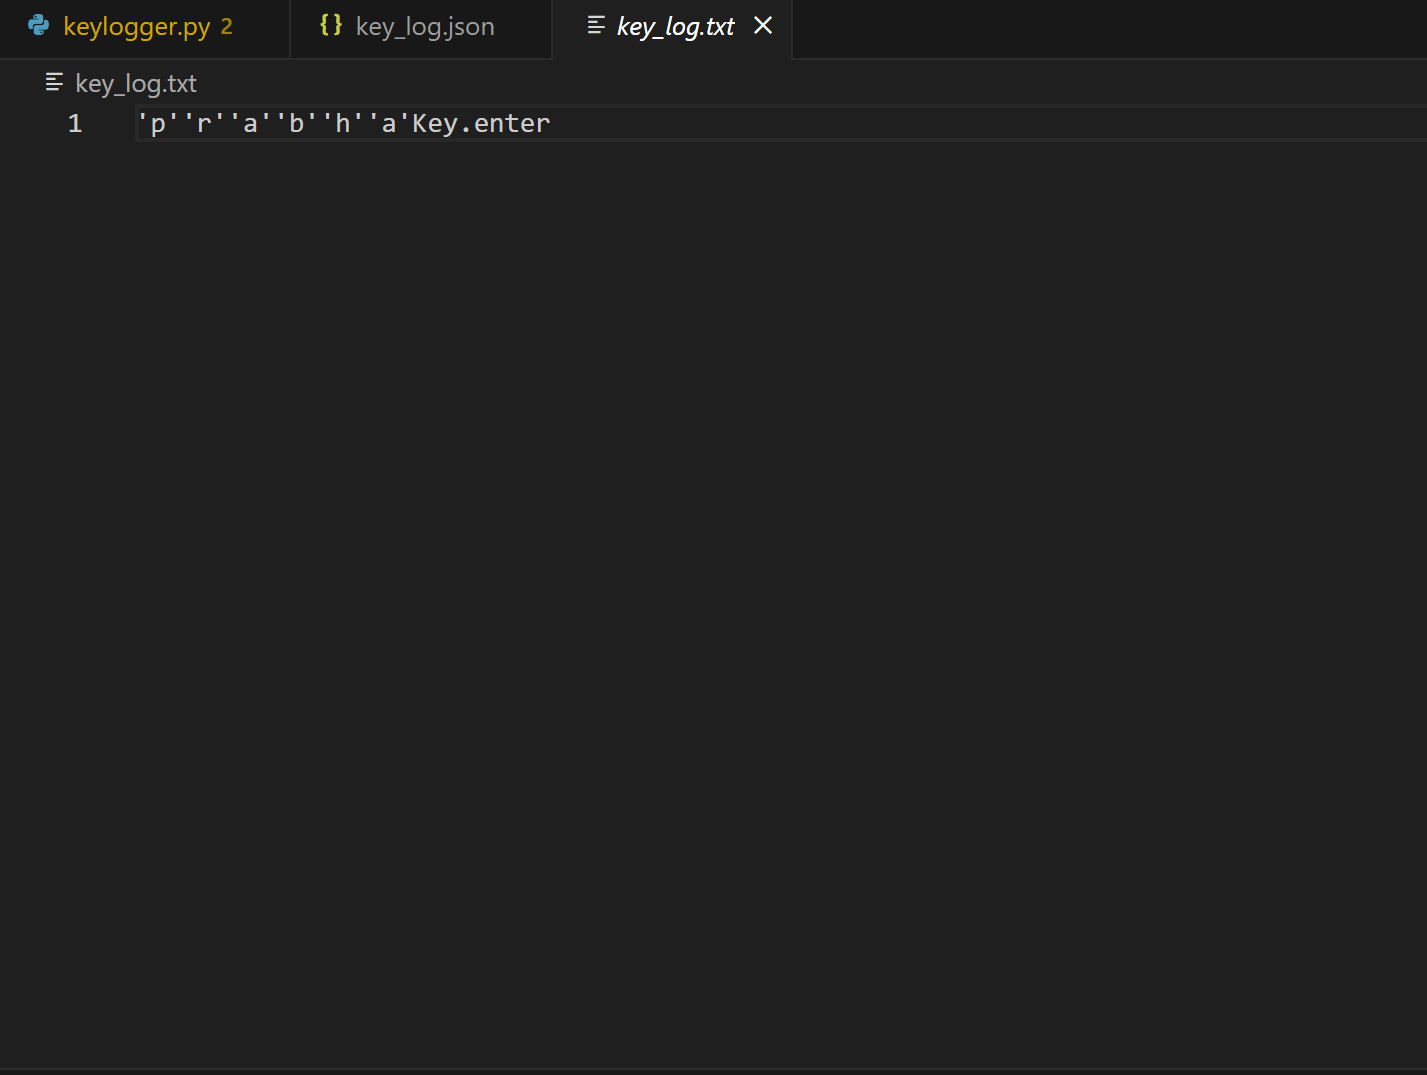 keylogger.py 2 key_log.json key_log.txt
key_log.txt
1 'p''r''a''b''h''a'Key.enter